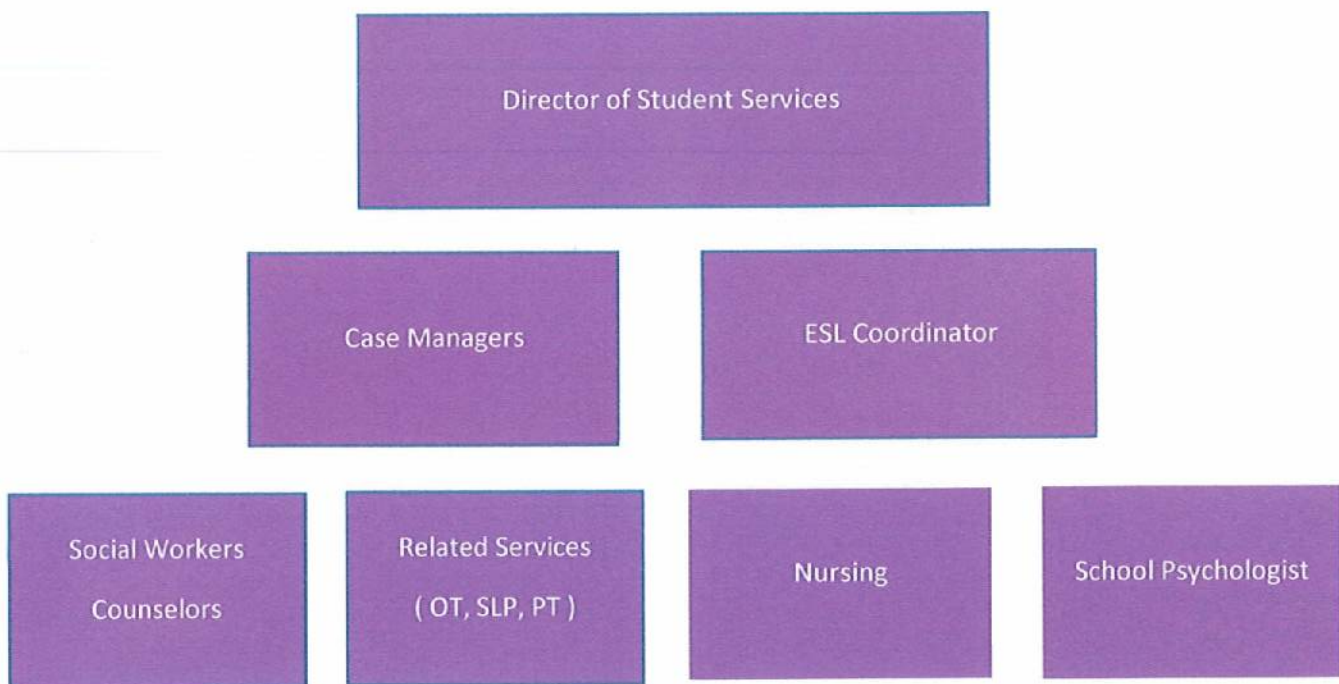 Director of Student Services
Case Managers
ESL Coordinator
Social Workers
Counselors
Related Services
( OT, SLP, PT )
Nursing
School Psychologist